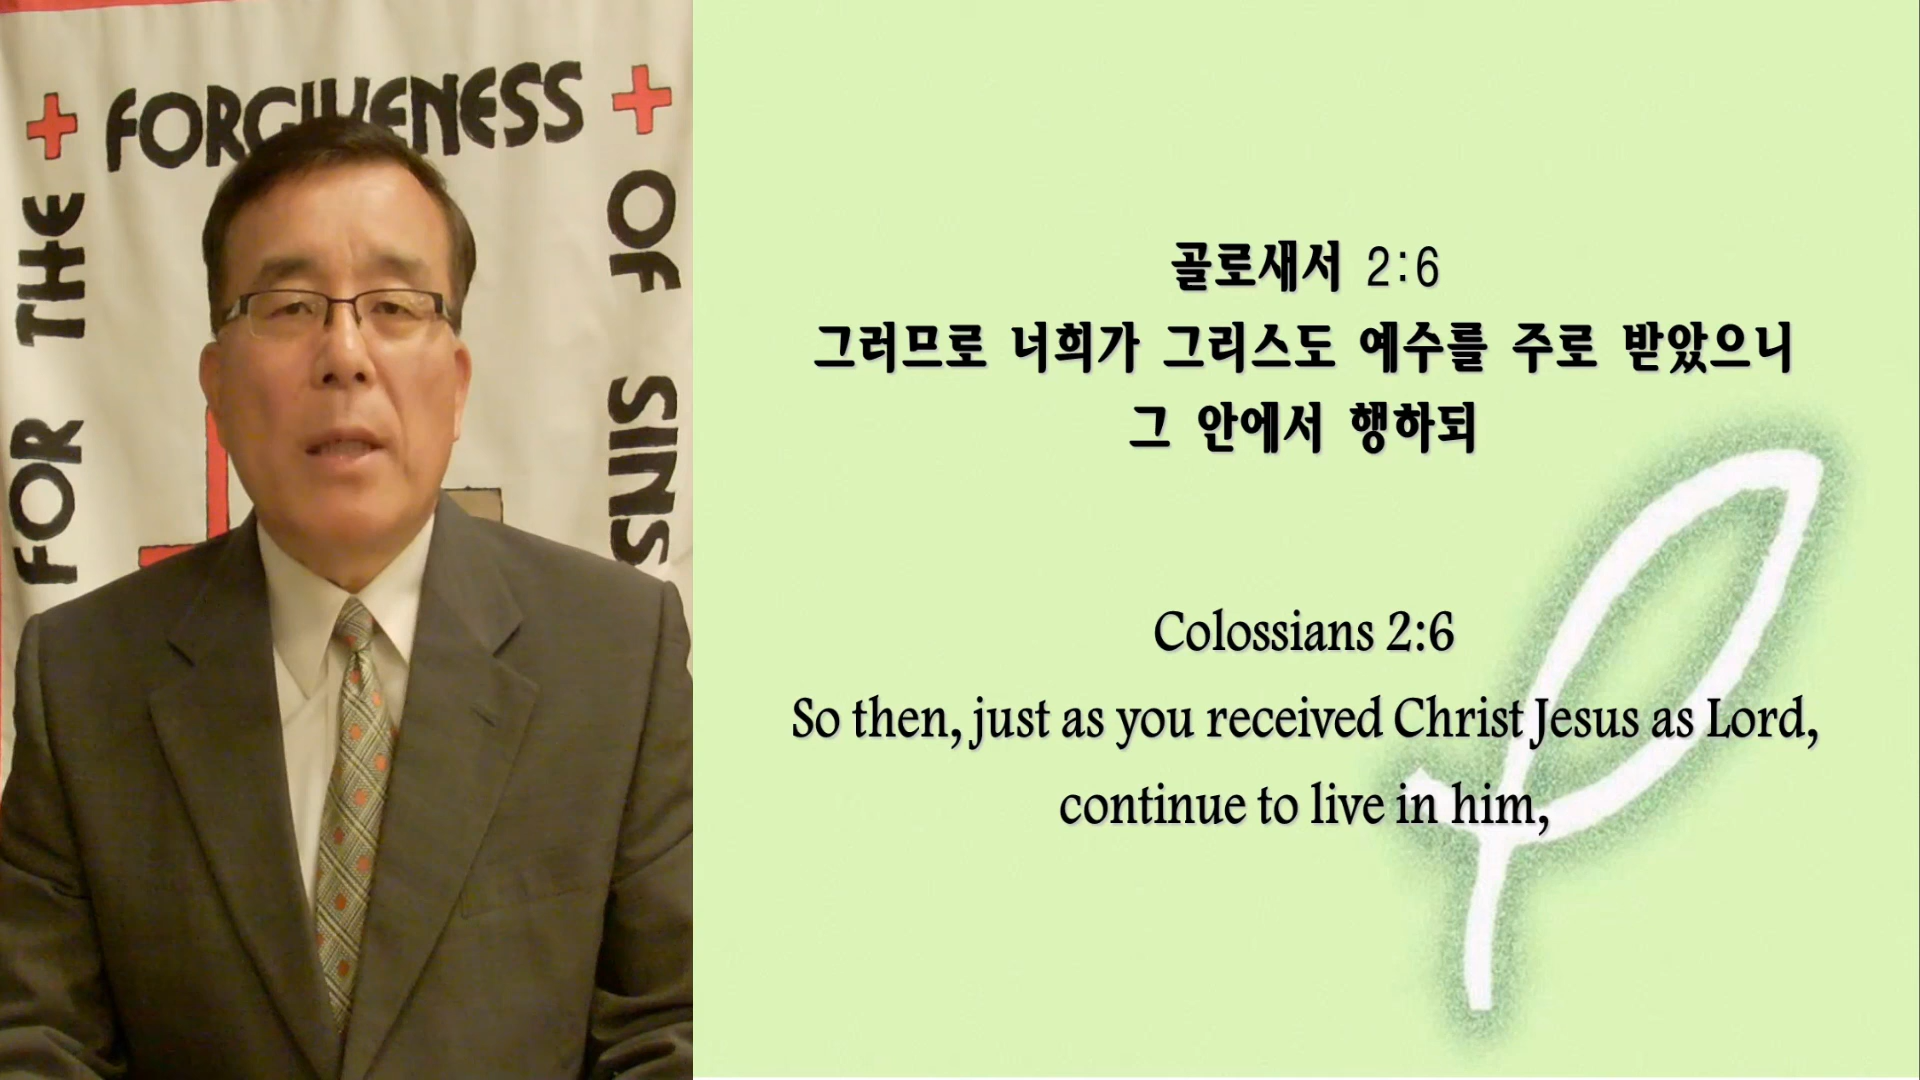 FOR THE
+ FORGIVENESS +
OF SINS
골로새서 2:6
그러므로 너희가 그리스도 예수를 주로 받았으니
그 안에서 행하되
Colossians 2:6
So then, just as you received Christ Jesus as Lord,
continue to live in him,